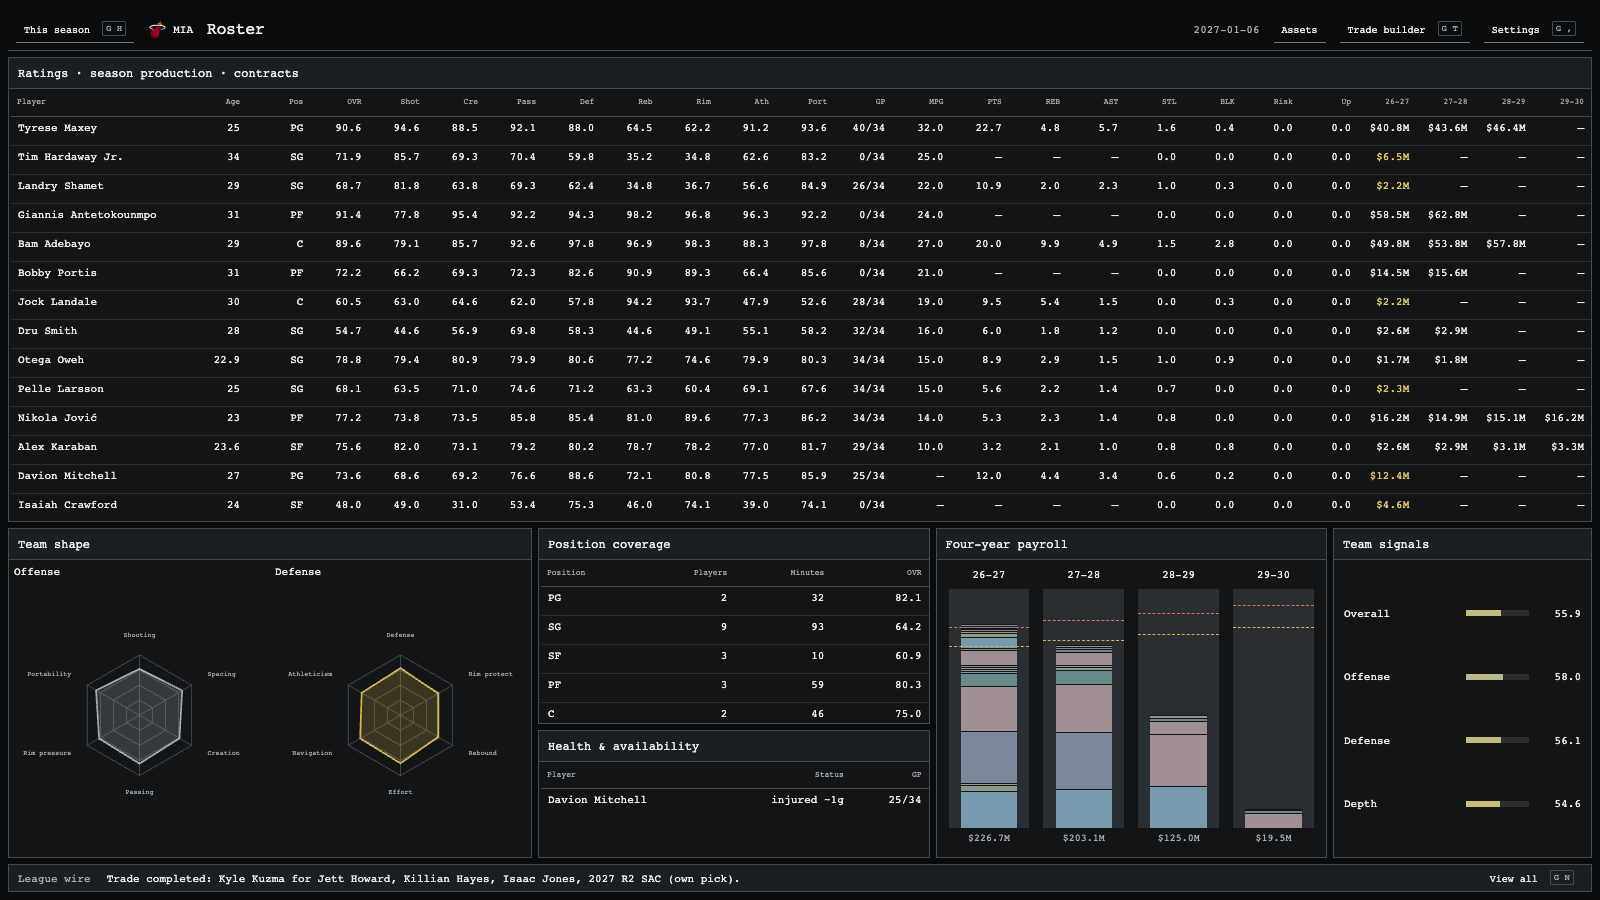 This season G H MIA Roster 2027-01-06 Assets Trade builder G T Settings G ,
Ratings · season production · contracts
Player Age Pos OVR Shot Cre Pass Def Reb Rim Ath Port GP MPG PTS REB AST STL BLK Risk Up 26-27 27-28 28-29 29-30
Tyrese Maxey 25 PG 90.6 94.6 88.5 92.1 88.0 64.5 62.2 91.2 93.6 40/34 32.0 22.7 4.8 5.7 1.6 0.4 0.0 0.0 $40.8M $43.6M $46.4M —
Tim Hardaway Jr. 34 SG 71.9 85.7 69.3 70.4 59.8 35.2 34.8 62.6 83.2 0/34 25.0 — — — 0.0 0.0 0.0 0.0 $6.5M — — —
Landry Shamet 29 SG 68.7 81.8 63.8 69.3 62.4 34.8 36.7 56.6 84.9 26/34 22.0 10.9 2.0 2.3 1.0 0.3 0.0 0.0 $2.2M — — —
Giannis Antetokounmpo 31 PF 91.4 77.8 95.4 92.2 94.3 98.2 96.8 96.3 92.2 0/34 24.0 — — — 0.0 0.0 0.0 0.0 $58.5M $62.8M — —
Bam Adebayo 29 C 89.6 79.1 85.7 92.6 97.8 96.9 98.3 88.3 97.8 8/34 27.0 20.0 9.9 4.9 1.5 2.8 0.0 0.0 $49.8M $53.8M $57.8M —
Bobby Portis 31 PF 72.2 66.2 69.3 72.3 82.6 90.9 89.3 66.4 85.6 0/34 21.0 — — — 0.0 0.0 0.0 0.0 $14.5M $15.6M — —
Jock Landale 30 C 60.5 63.0 64.6 62.0 57.8 94.2 93.7 47.9 52.6 28/34 19.0 9.5 5.4 1.5 0.0 0.3 0.0 0.0 $2.2M — — —
Dru Smith 28 SG 54.7 44.6 56.9 69.8 58.3 44.6 49.1 55.1 58.2 32/34 16.0 6.0 1.8 1.2 0.0 0.0 0.0 0.0 $2.6M $2.9M — —
Otega Oweh 22.9 SG 78.8 79.4 80.9 79.9 80.6 77.2 74.6 79.9 80.3 34/34 15.0 8.9 2.9 1.5 1.0 0.9 0.0 0.0 $1.7M $1.8M — —
Pelle Larsson 25 SG 68.1 63.5 71.0 74.6 71.2 63.3 60.4 69.1 67.6 34/34 15.0 5.6 2.2 1.4 0.7 0.0 0.0 0.0 $2.3M — — —
Nikola Jović 23 PF 77.2 73.8 73.5 85.8 85.4 81.0 89.6 77.3 86.2 34/34 14.0 5.3 2.3 1.4 0.8 0.0 0.0 0.0 $16.2M $14.9M $15.1M $16.2M
Alex Karaban 23.6 SF 75.6 82.0 73.1 79.2 80.2 78.7 78.2 77.0 81.7 29/34 10.0 3.2 2.1 1.0 0.8 0.8 0.0 0.0 $2.6M $2.9M $3.1M $3.3M
Davion Mitchell 27 PG 73.6 68.6 69.2 76.6 88.6 72.1 80.8 77.5 85.9 25/34 — 12.0 4.4 3.4 0.6 0.2 0.0 0.0 $12.4M — — —
Isaiah Crawford 24 SF 48.0 49.0 31.0 53.4 75.3 46.0 74.1 39.0 74.1 0/34 — — — — 0.0 0.0 0.0 0.0 $4.6M — — —
Team shape
Offense Defense
Shooting
Portability Spacing
Rim pressure Creation
Passing
Defense
Athleticism Rim protect
Navigation Rebound
Effort
Position coverage
Position Players Minutes OVR
PG 2 32 82.1
SG 9 93 64.2
SF 3 10 60.9
PF 3 59 80.3
C 2 46 75.0
Health & availability
Player Status GP
Davion Mitchell injured ~1g 25/34
Four-year payroll
26-27 27-28 28-29 29-30
$226.7M $203.1M $125.0M $19.5M
Team signals
Overall 55.9
Offense 58.0
Defense 56.1
Depth 54.6
League wire Trade completed: Kyle Kuzma for Jett Howard, Killian Hayes, Isaac Jones, 2027 R2 SAC (own pick). View all G N